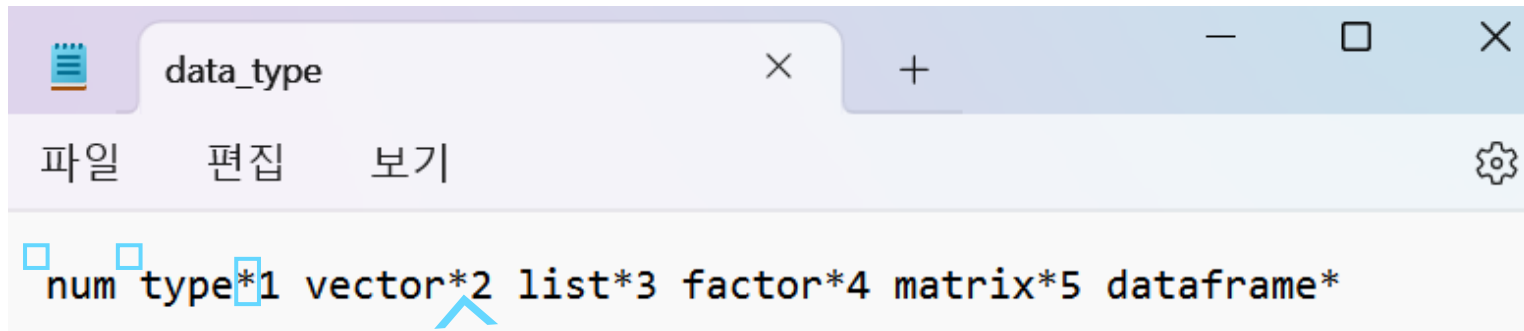 data_type
파일 편집 보기
num type*1 vector*2 list*3 factor*4 matrix*5 dataframe*